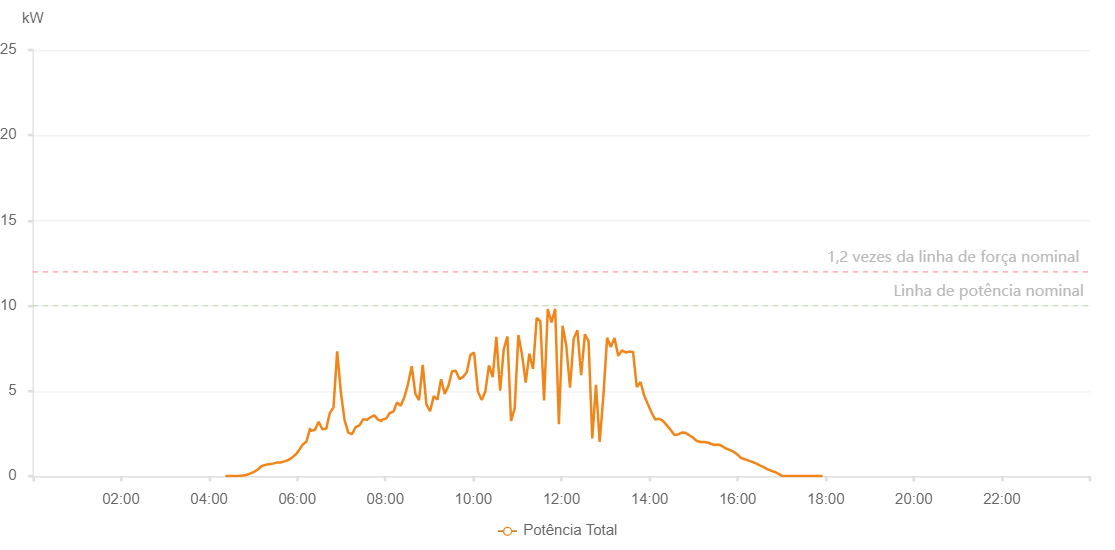 kW
25
20
15
1,2 vezes da linha de força nominal
Linha de potência nominal
10
5
0
02:00 04:00 06:00 08:00 10:00 12:00 14:00 16:00 18:00 20:00 22:00
Potência Total